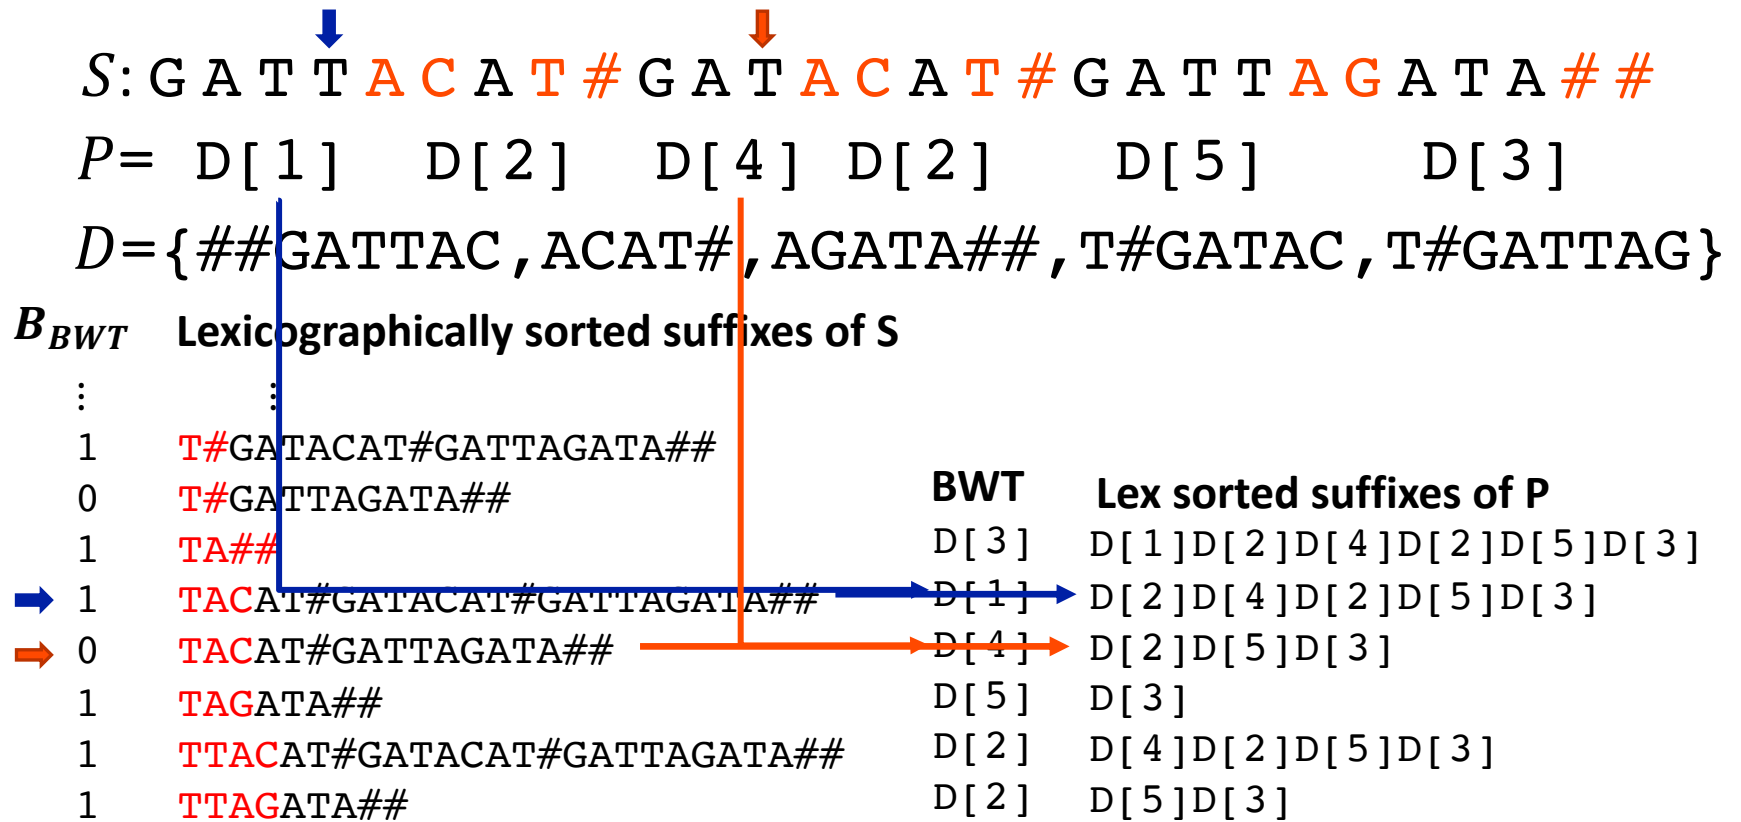 S: G A T T A C A T # G A T A C A T # G A T T A G A T A # #
P= D[1] D[2] D[4] D[2] D[5] D[3]
D={##GATTAC,ACAT#,AGATA##,T#GATAC,T#GATTAG}
B_BWT Lexicographically sorted suffixes of S
⋮ ⋮
1 T#GATACAT#GATTAGATA##
0 T#GATTAGATA##
1 TA##
1 TACAT#GATACAT#GATTAGATA##
0 TACAT#GATTAGATA##
1 TAGATA##
1 TTACAT#GATACAT#GATTAGATA##
1 TTAGATA##
BWT Lex sorted suffixes of P
D[3] D[1]D[2]D[4]D[2]D[5]D[3]
D[1] D[2]D[4]D[2]D[5]D[3]
D[4] D[2]D[5]D[3]
D[5] D[3]
D[2] D[4]D[2]D[5]D[3]
D[2] D[5]D[3]